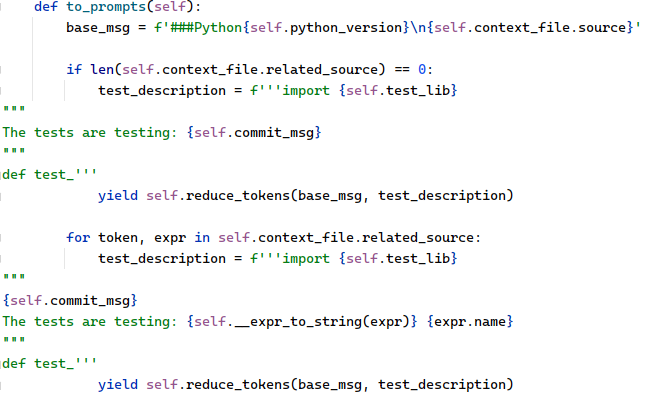 def to_prompts(self):
base_msg = f'###Python{self.python_version}\n{self.context_file.source}'
if len(self.context_file.related_source) == 0:
test_description = f'''import {self.test_lib}
"""
The tests are testing: {self.commit_msg}
"""
def test_'''
yield self.reduce_tokens(base_msg, test_description)
for token, expr in self.context_file.related_source:
test_description = f'''import {self.test_lib}
"""
{self.commit_msg}
The tests are testing: {self.__expr_to_string(expr)} {expr.name}
"""
def test_'''
yield self.reduce_tokens(base_msg, test_description)